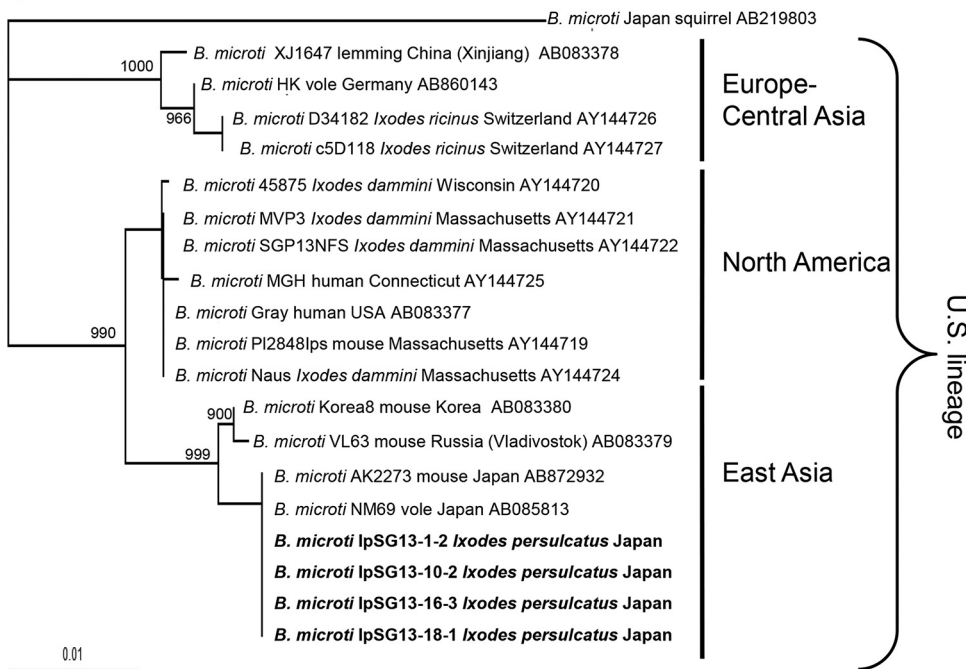 B. microti Japan squirrel AB219803
1000
B. microti XJ1647 lemming China (Xinjiang) AB083378
B. microti HK vole Germany AB860143
966
B. microti D34182 Ixodes ricinus Switzerland AY144726
B. microti c5D118 Ixodes ricinus Switzerland AY144727
Europe-
Central Asia
B. microti 45875 Ixodes dammini Wisconsin AY144720
B. microti MVP3 Ixodes dammini Massachusetts AY144721
B. microti SGP13NFS Ixodes dammini Massachusetts AY144722
B. microti MGH human Connecticut AY144725
B. microti Gray human USA AB083377
990
B. microti PI2848Ips mouse Massachusetts AY144719
B. microti Naus Ixodes dammini Massachusetts AY144724
North America
900
B. microti Korea8 mouse Korea AB083380
B. microti VL63 mouse Russia (Vladivostok) AB083379
999
B. microti AK2273 mouse Japan AB872932
B. microti NM69 vole Japan AB085813
B. microti IpSG13-1-2 Ixodes persulcatus Japan
B. microti IpSG13-10-2 Ixodes persulcatus Japan
B. microti IpSG13-16-3 Ixodes persulcatus Japan
B. microti IpSG13-18-1 Ixodes persulcatus Japan
East Asia
U.S. lineage
0.01